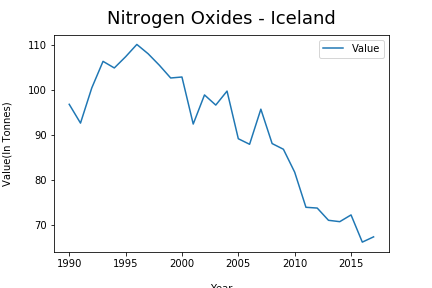 Nitrogen Oxides - Iceland
Value
Value(In Tonnes)
110
100
90
80
70
1990 1995 2000 2005 2010 2015
Year